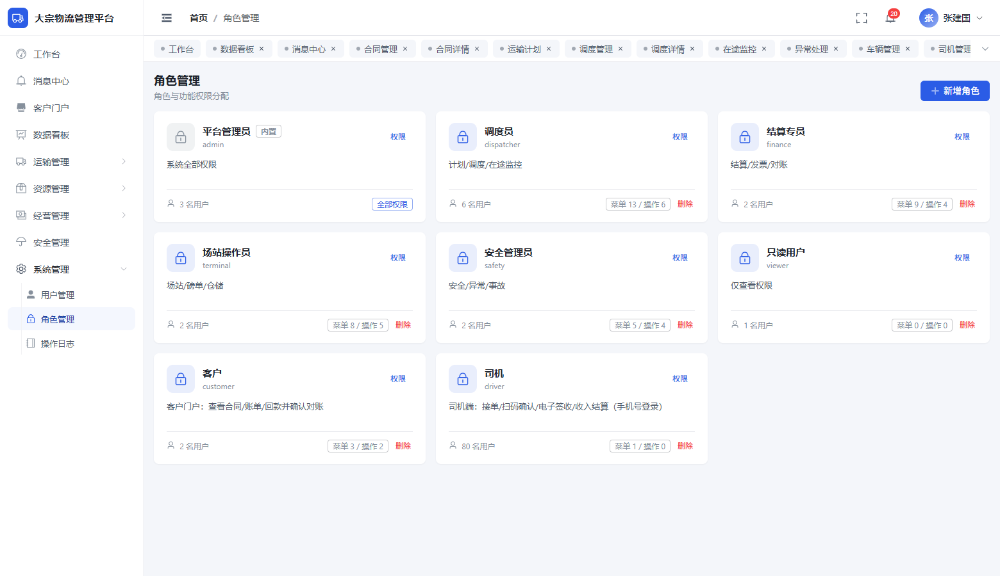 大宗物流管理平台
首页 / 角色管理
20
张 张建国
工作台
数据看板 ×
消息中心 ×
合同管理 ×
合同详情 ×
运输计划 ×
调度管理 ×
调度详情 ×
在途监控 ×
异常处理 ×
车辆管理 ×
司机管理
工作台
消息中心
客户门户
数据看板
运输管理
资源管理
经营管理
安全管理
系统管理
用户管理
角色管理
操作日志
角色管理
角色与功能权限分配
新增角色
平台管理员 内置
admin
权限
系统全部权限
3 名用户 全部权限
调度员
dispatcher
权限
计划/调度/在途监控
6 名用户 菜单 13 / 操作 6 删除
结算专员
finance
权限
结算/发票/对账
2 名用户 菜单 9 / 操作 4 删除
场站操作员
terminal
权限
场站/磅单/仓储
2 名用户 菜单 8 / 操作 5 删除
安全管理员
safety
权限
安全/异常/事故
2 名用户 菜单 5 / 操作 4 删除
只读用户
viewer
权限
仅查看权限
1 名用户 菜单 0 / 操作 0 删除
客户
customer
权限
客户门户：查看合同/账单/回款并确认对账
2 名用户 菜单 3 / 操作 2 删除
司机
driver
权限
司机端：接单/扫码确认/电子签收/收入结算（手机号登录）
80 名用户 菜单 1 / 操作 0 删除